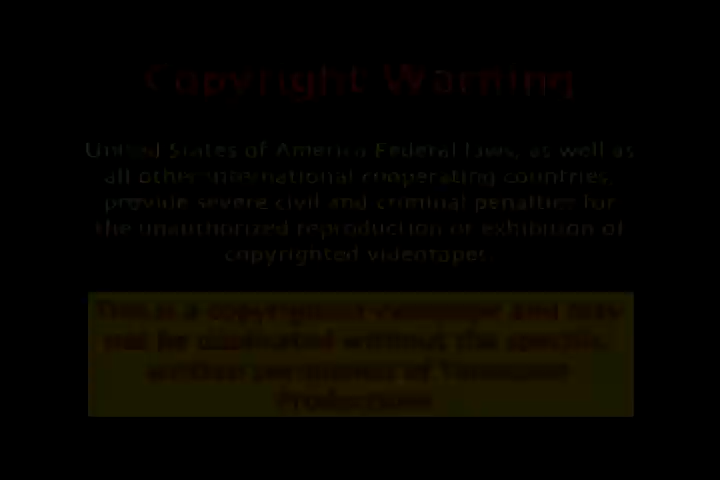 Copyright Warning
United States of America Federal laws, as well as
all other international cooperating countries,
provide severe civil and criminal penalties for
the unauthorized reproduction or exhibition of
copyrighted videotapes.
This is a copyrighted videotape and may
not be duplicated without the specific,
written permission of
Productions